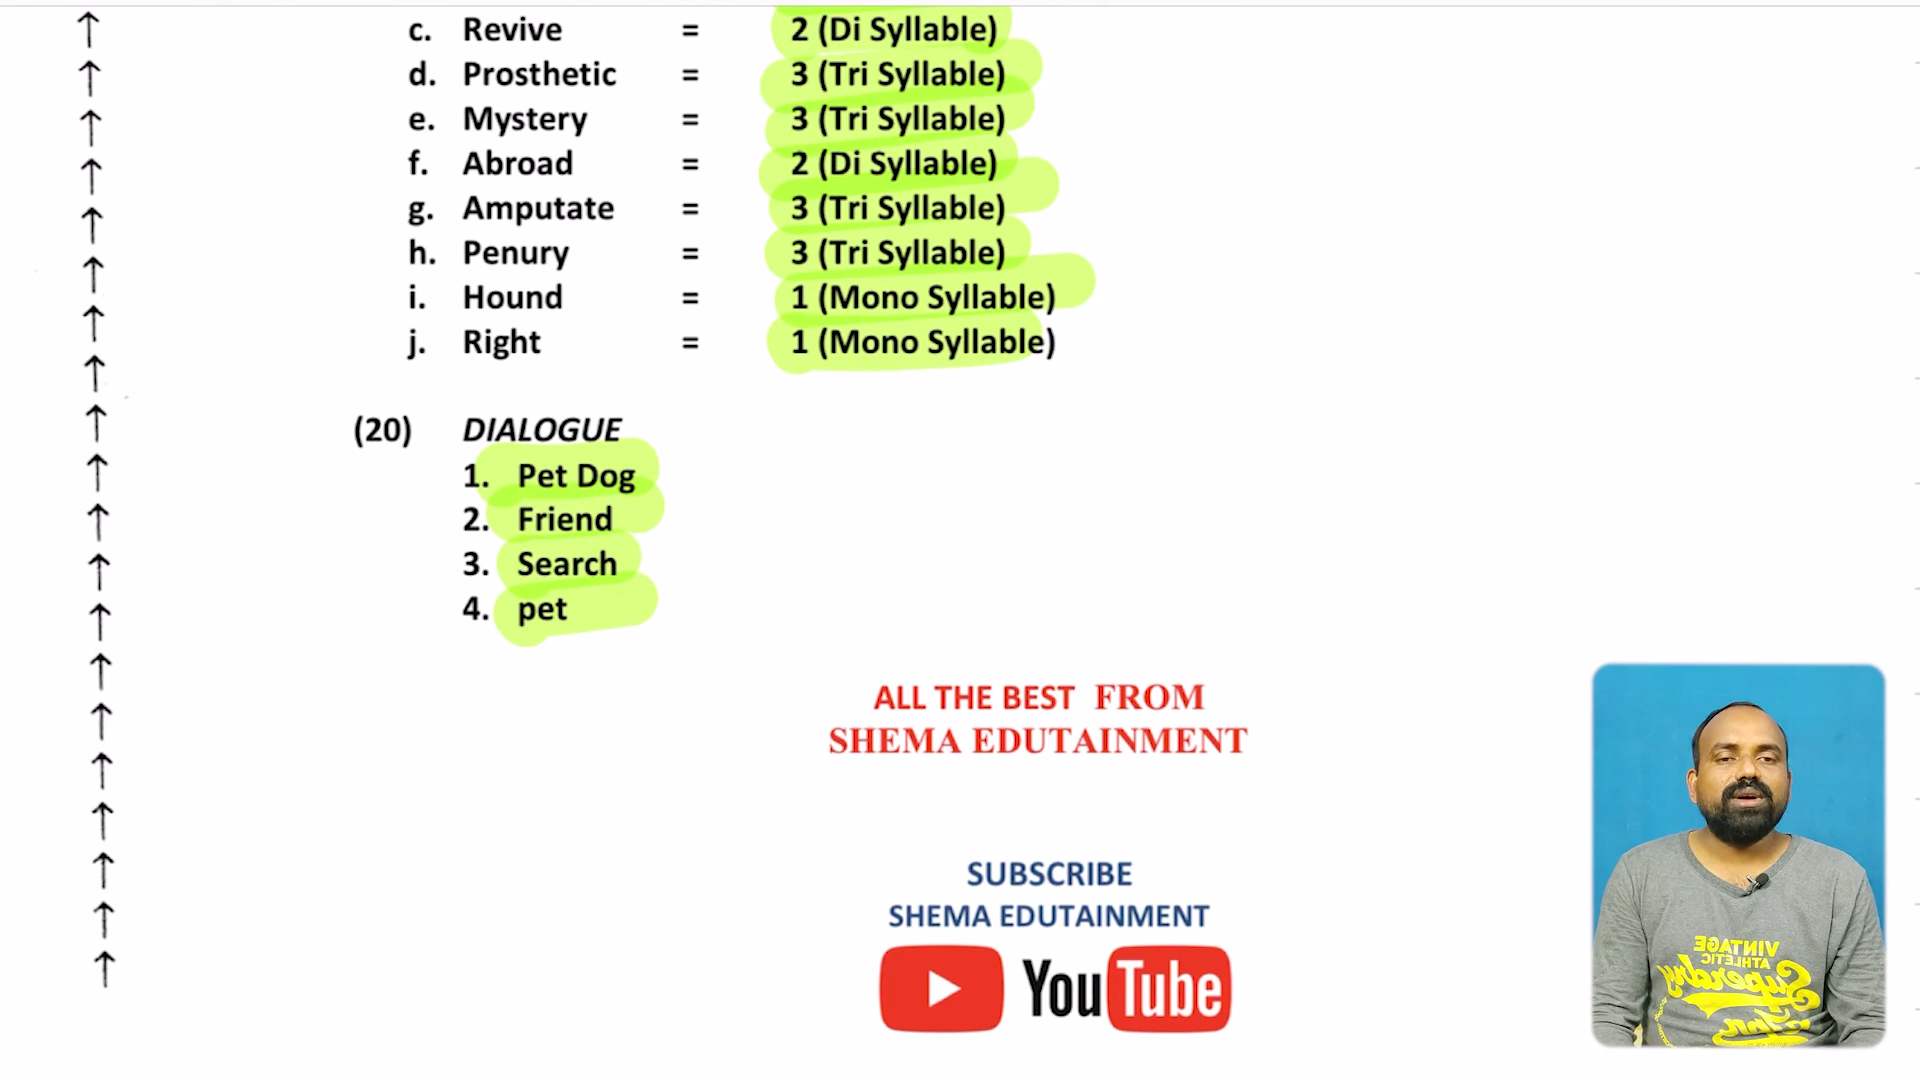 c. Revive = 2 (Di Syllable)
d. Prosthetic = 3 (Tri Syllable)
e. Mystery = 3 (Tri Syllable)
f. Abroad = 2 (Di Syllable)
g. Amputate = 3 (Tri Syllable)
h. Penury = 3 (Tri Syllable)
i. Hound = 1 (Mono Syllable)
j. Right = 1 (Mono Syllable)
(20) DIALOGUE
1. Pet Dog
2. Friend
3. Search
4. pet
ALL THE BEST FROM
SHEMA EDUTAINMENT
SUBSCRIBE
SHEMA EDUTAINMENT
YouTube
VINTAGE
ATHLETIC
Superdry